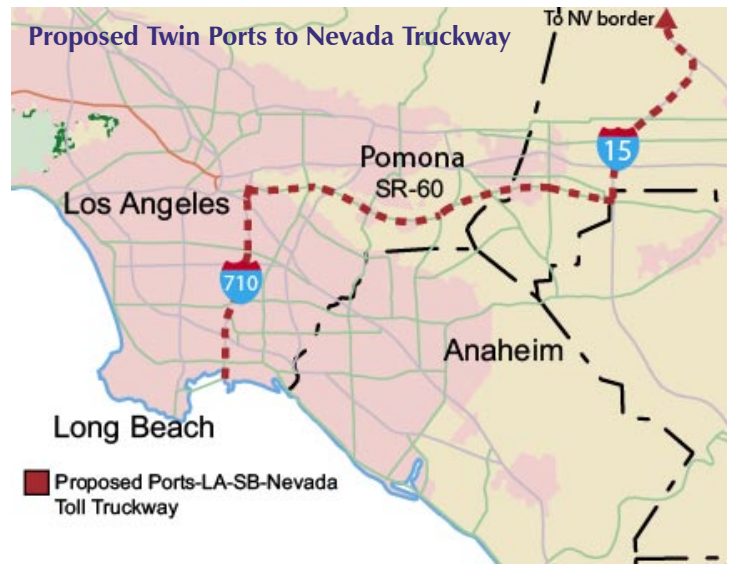 Proposed Twin Ports to Nevada Truckway
To NV border
15
Pomona
SR-60
Los Angeles
710
Anaheim
Long Beach
Proposed Ports-LA-SB-Nevada
Toll Truckway